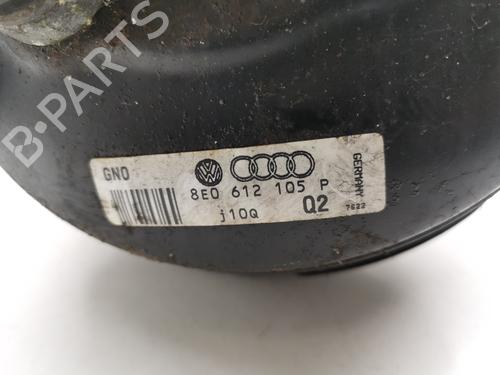 B-PARTS
GNO
8E0 612 105 P
j10Q
Q2
GERMANY
7622